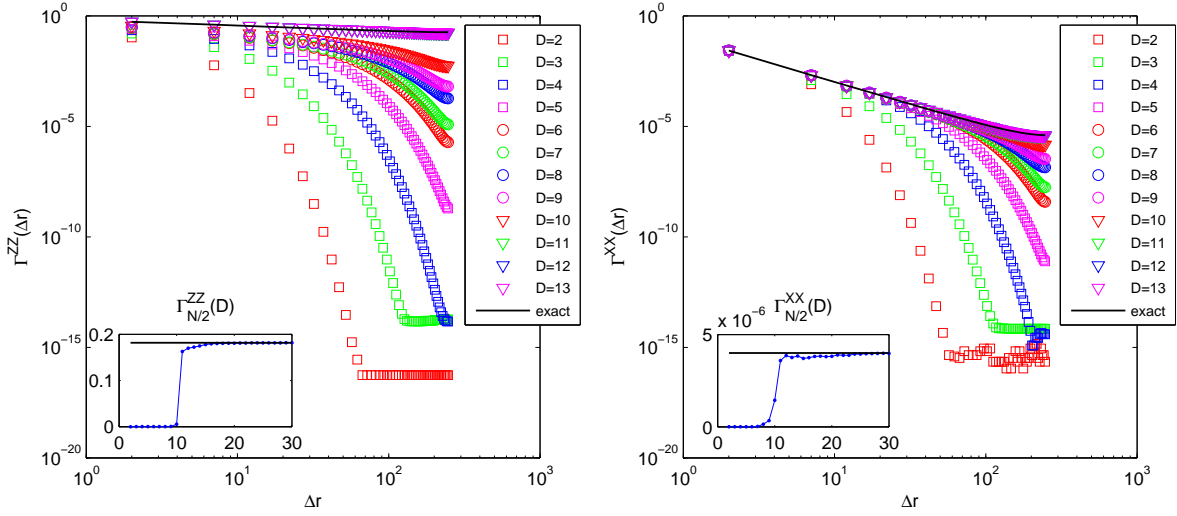 10^0
10^-5
10^-10
10^-15
10^-20
Γ^ZZ(Δr)
10^0
10^1
10^2
10^3
Δr
D=2
D=3
D=4
D=5
D=6
D=7
D=8
D=9
D=10
D=11
D=12
D=13
exact
Γ^ZZ_N/2(D)
0.2
0.1
0
0
10
20
30
10^0
10^-5
10^-10
10^-15
10^-20
Γ^XX(Δr)
10^0
10^1
10^2
10^3
Δr
D=2
D=3
D=4
D=5
D=6
D=7
D=8
D=9
D=10
D=11
D=12
D=13
exact
x 10^-6 Γ^XX_N/2(D)
5
0
0
10
20
30